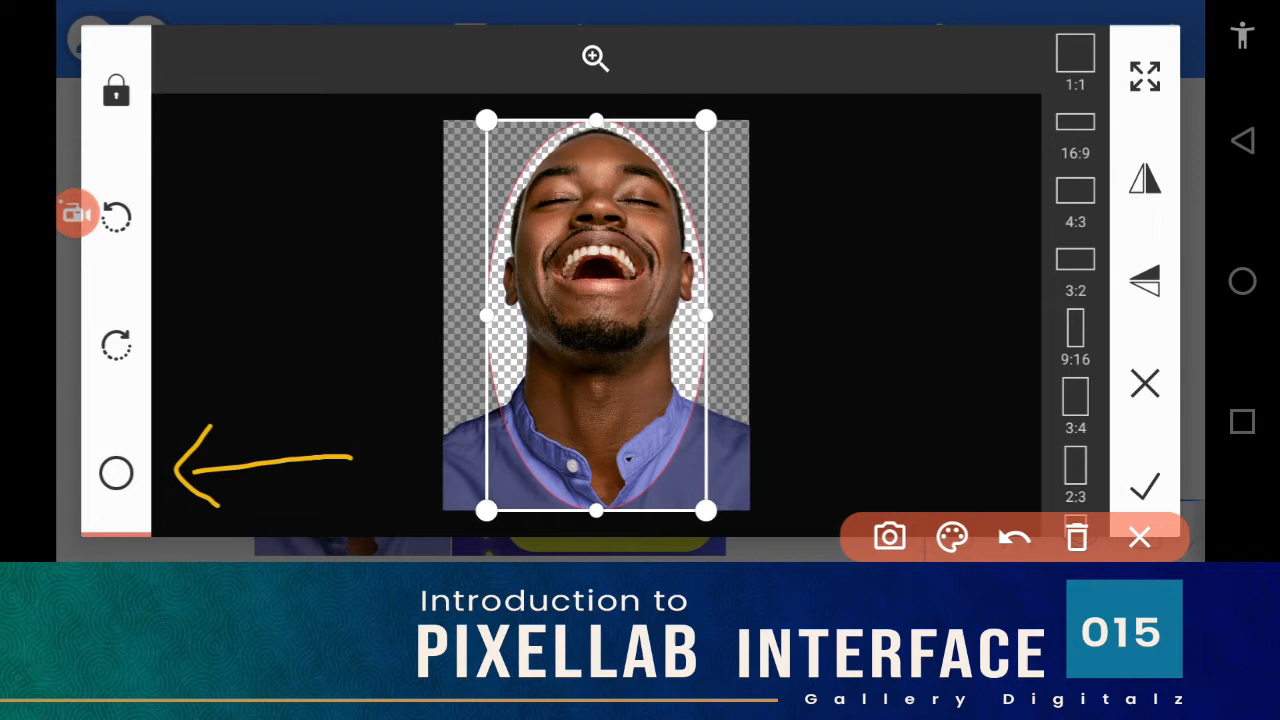 1:1
16:9
4:3
3:2
9:16
3:4
2:3
Introduction to
PIXELLAB INTERFACE
015
Gallery Digitalz